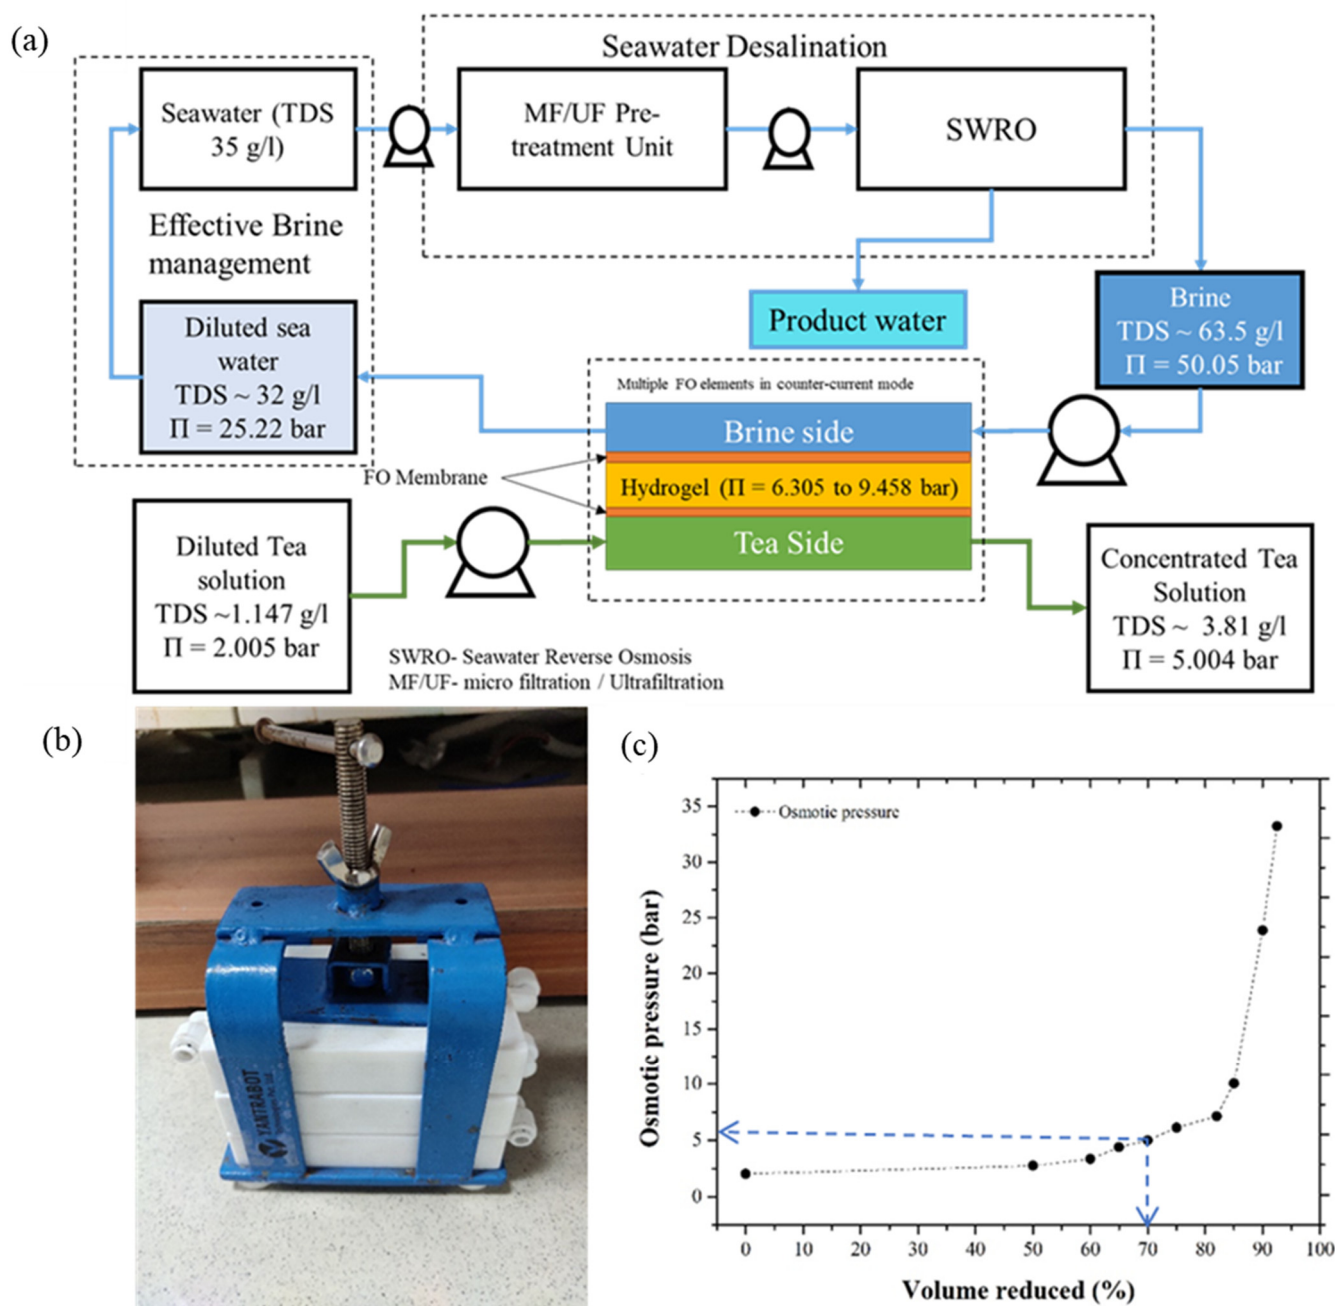 (a)
Seawater Desalination
Seawater (TDS
35 g/l)
MF/UF Pre-
treatment Unit
SWRO
Effective Brine
management
Diluted sea
water
TDS ~ 32 g/l
Π = 25.22 bar
Product water
Brine
TDS ~ 63.5 g/l
Π = 50.05 bar
Multiple FO elements in counter-current mode
Brine side
FO Membrane
Hydrogel (Π = 6.305 to 9.458 bar)
Tea Side
Diluted Tea
solution
TDS ~1.147 g/l
Π = 2.005 bar
Concentrated Tea
Solution
TDS ~ 3.81 g/l
Π = 5.004 bar
SWRO- Seawater Reverse Osmosis
MF/UF- micro filtration / Ultrafiltration
(b)
TANTRABOT
(c)
Osmotic pressure
Osmotic pressure (bar)
35
30
25
20
15
10
5
0
0 10 20 30 40 50 60 70 80 90 100
Volume reduced (%)